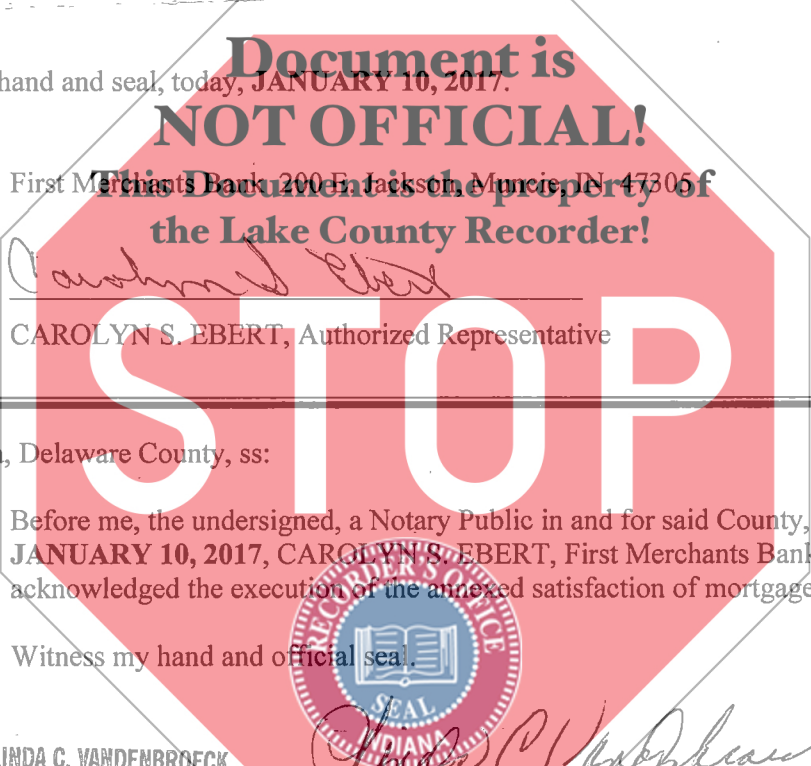 Document is
hand and seal, today, JANUARY 10, 2017.
NOT OFFICIAL!
First Merchants Bank 200 E. Jackson, Muncie, IN 47305
This Document is the property of
the Lake County Recorder!
Carolyn S Ebert
CAROLYN S. EBERT, Authorized Representative
STOP
, Delaware County, ss:
Before me, the undersigned, a Notary Public in and for said County,
JANUARY 10, 2017, CAROLYN S. EBERT, First Merchants Bank
acknowledged the execution of the annexed satisfaction of mortgage
RECORDER'S OFFICE
Witness my hand and official seal.
SEAL
INDIANA
LINDA C. VANDENBROECK